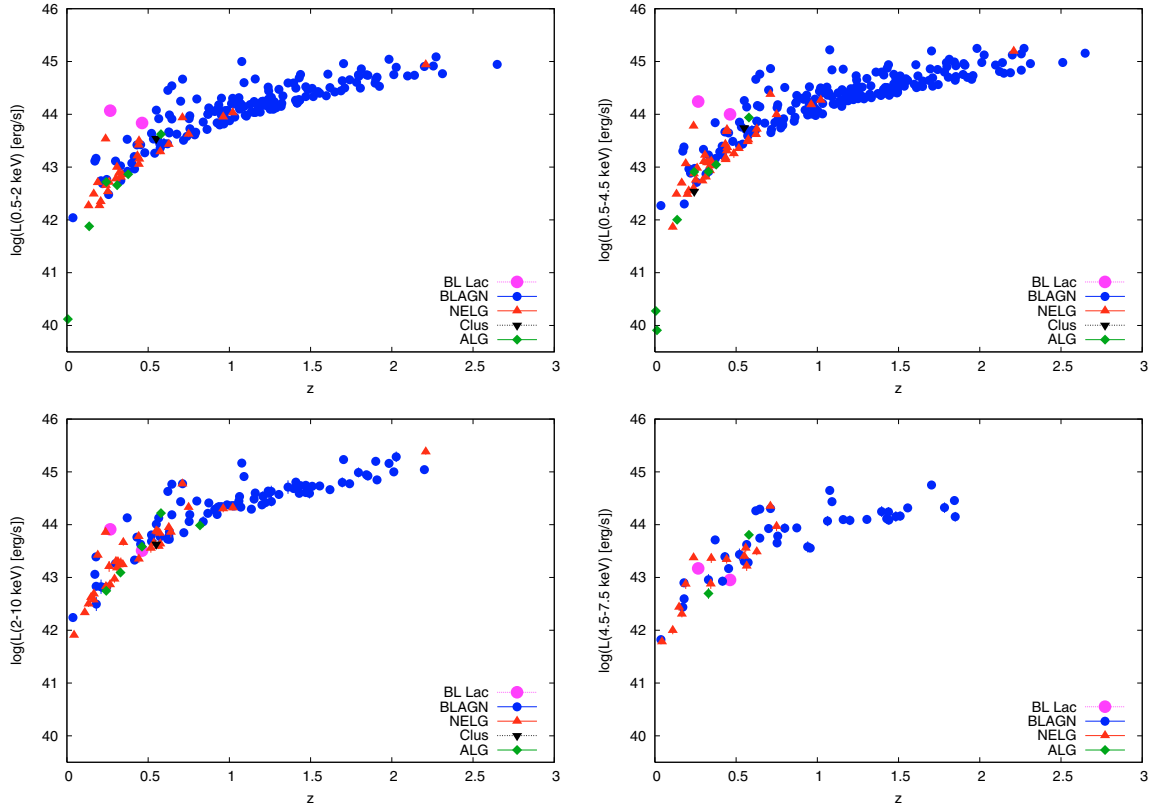 46
45
44
43
42
41
40
0
0.5
1
1.5
2
2.5
3
log(L(0.5-2 keV) [erg/s])
z
BL Lac
BLAGN
NELG
Clus
ALG
46
45
44
43
42
41
40
0
0.5
1
1.5
2
2.5
3
log(L(0.5-4.5 keV) [erg/s])
z
BL Lac
BLAGN
NELG
Clus
ALG
46
45
44
43
42
41
40
0
0.5
1
1.5
2
2.5
3
log(L(2-10 keV) [erg/s])
z
BL Lac
BLAGN
NELG
Clus
ALG
46
45
44
43
42
41
40
0
0.5
1
1.5
2
2.5
3
log(L(4.5-7.5 keV) [erg/s])
z
BL Lac
BLAGN
NELG
ALG